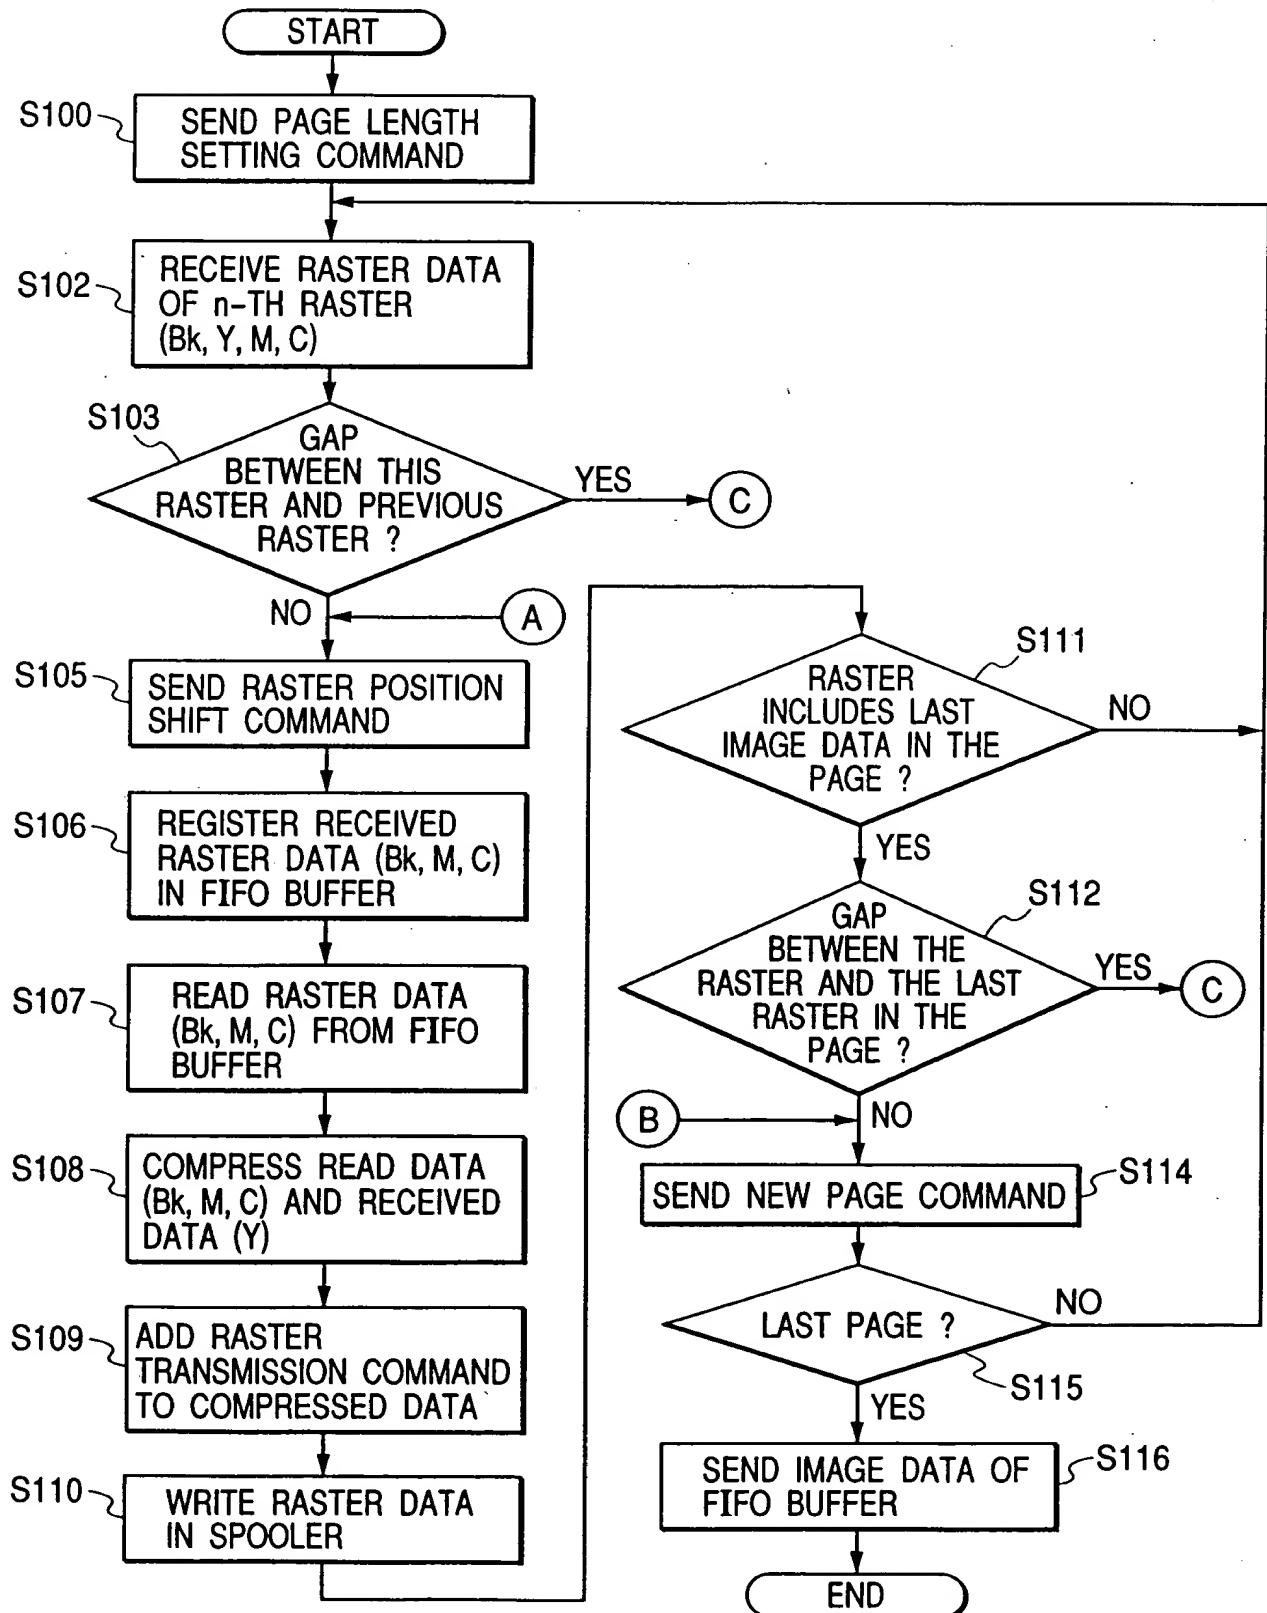 START
S100
SEND PAGE LENGTH
SETTING COMMAND
S102
RECEIVE RASTER DATA
OF n-TH RASTER
(Bk, Y, M, C)
S103
GAP
BETWEEN THIS
RASTER AND PREVIOUS
RASTER ?
YES
C
NO
A
S105
SEND RASTER POSITION
SHIFT COMMAND
S106
REGISTER RECEIVED
RASTER DATA (Bk, M, C)
IN FIFO BUFFER
S107
READ RASTER DATA
(Bk, M, C) FROM FIFO
BUFFER
S108
COMPRESS READ DATA
(Bk, M, C) AND RECEIVED
DATA (Y)
S109
ADD RASTER
TRANSMISSION COMMAND
TO COMPRESSED DATA
S110
WRITE RASTER DATA
IN SPOOLER
S111
RASTER
INCLUDES LAST
IMAGE DATA IN THE
PAGE ?
NO
YES
S112
GAP
BETWEEN THE
RASTER AND THE LAST
RASTER IN THE
PAGE ?
YES
C
B
NO
S114
SEND NEW PAGE COMMAND
LAST PAGE ?
NO
S115
YES
S116
SEND IMAGE DATA OF
FIFO BUFFER
END